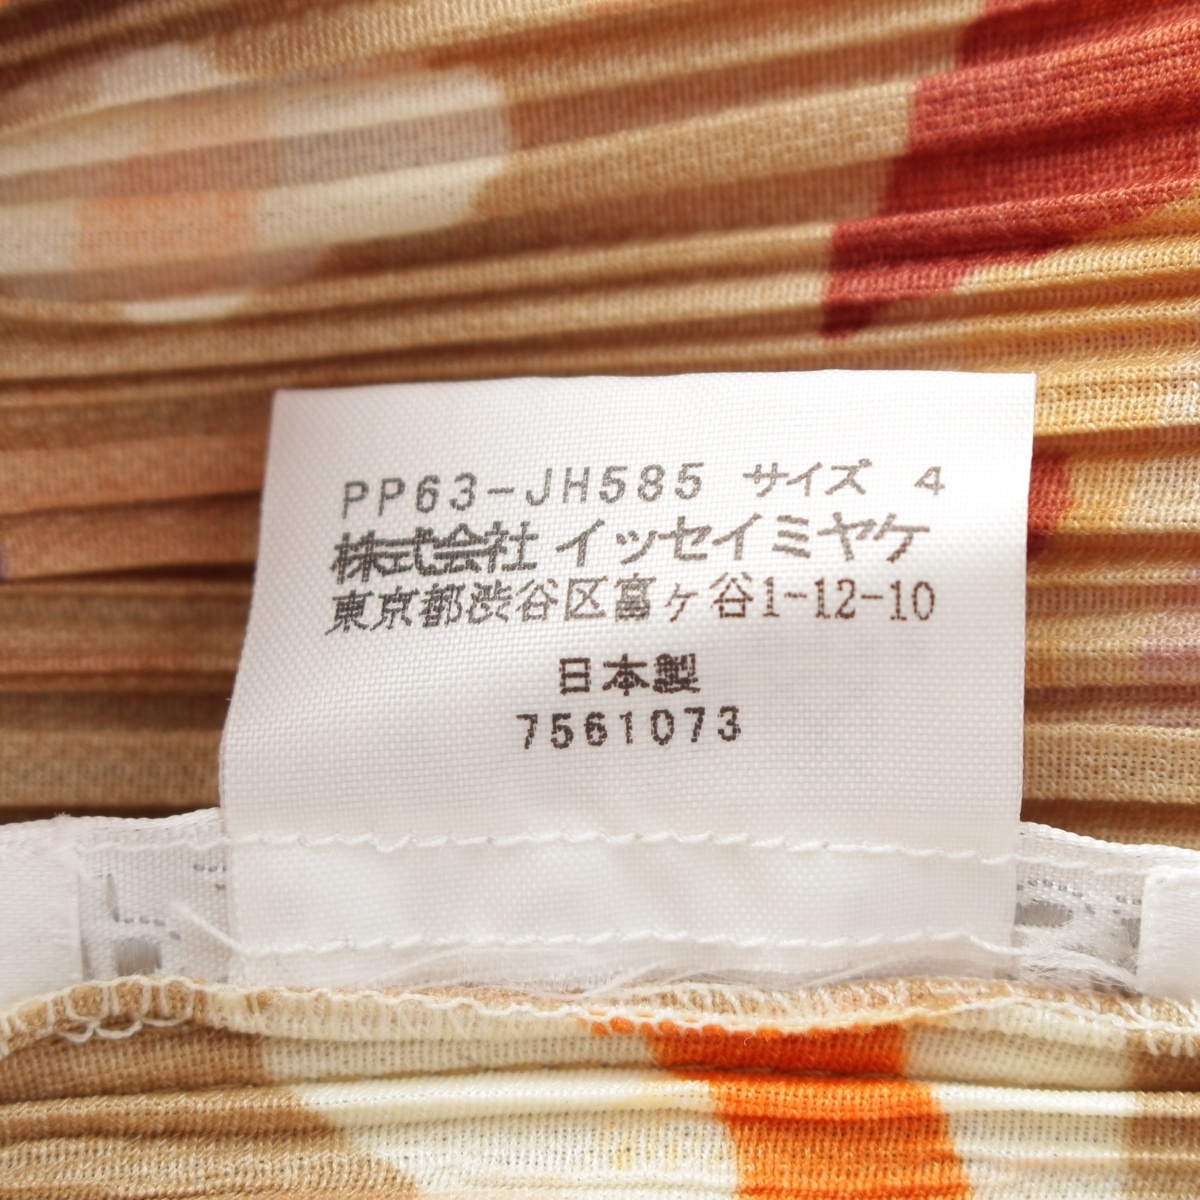 PP63-JH585 サイズ 4
株式会社 イッセイミヤケ
東京都渋谷区富ヶ谷1-12-10
日本製
7561073